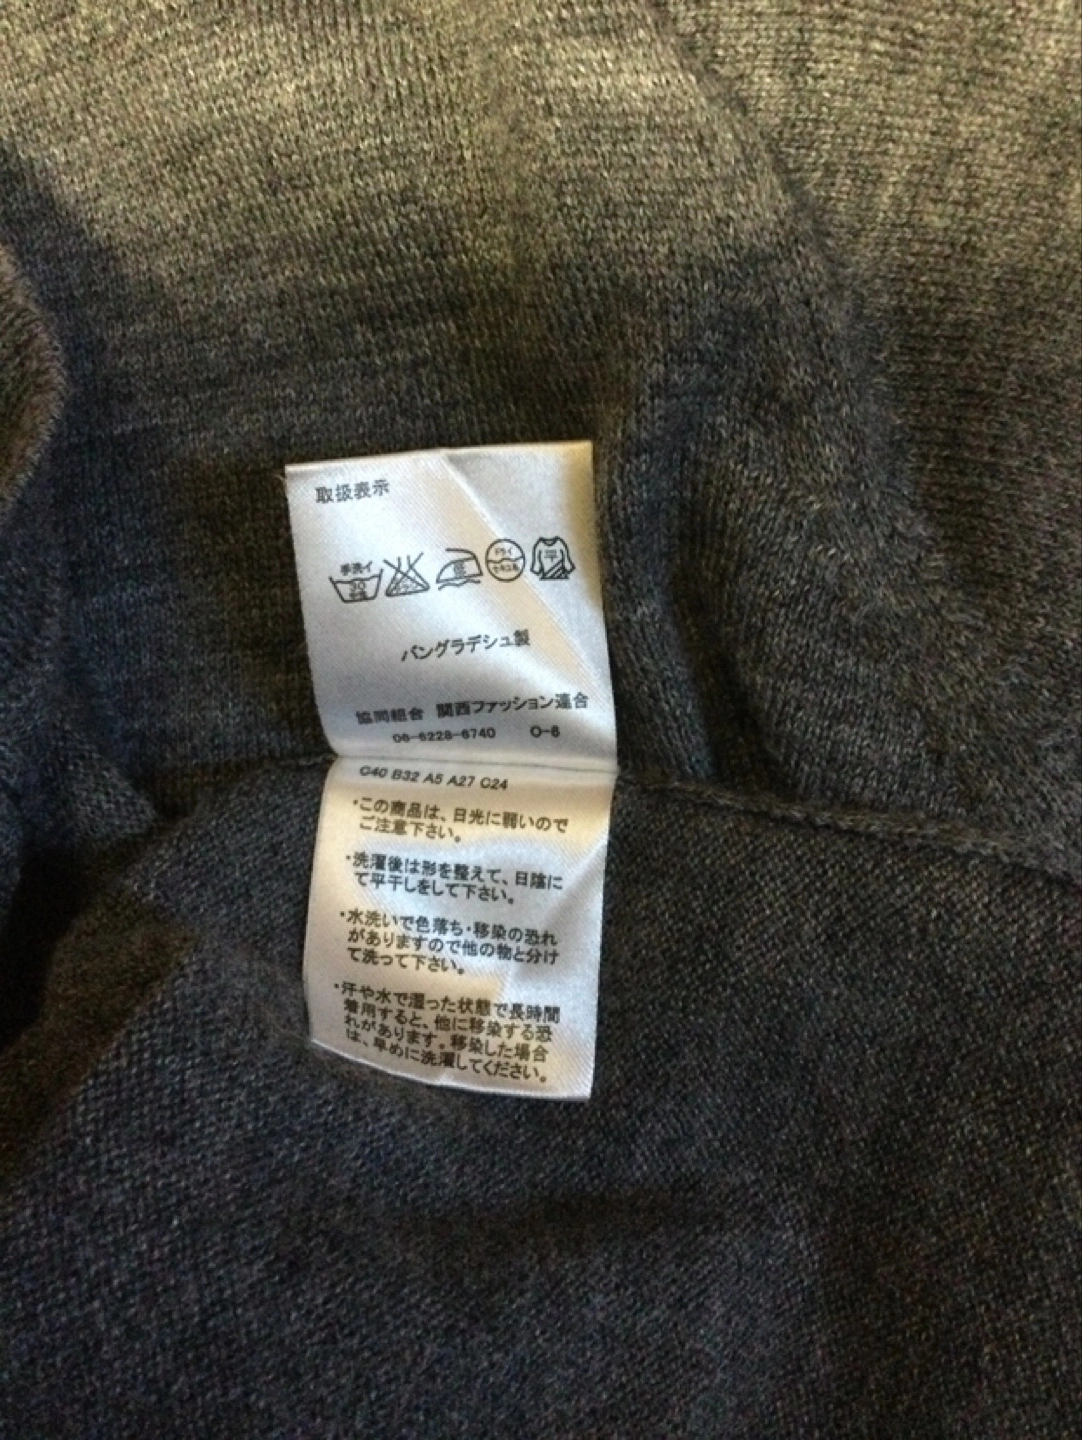 取扱表示
手洗イ
30
中性
ドライ
セキユ系
平
バングラデシュ製
協同組合 関西ファッション連合
06-6228-6740 O-6
C40 B32 A5 A27 C24
・この商品は、日光に弱いので
ご注意下さい。
・洗濯後は形を整えて、日陰に
て平干しをして下さい。
・水洗いで色落ち・移染の恐れ
がありますので他の物と分け
て洗って下さい。
・汗や水で湿った状態で長時間
着用すると、他に移染する恐
れがあります。移染した場合
は、早めに洗濯してください。